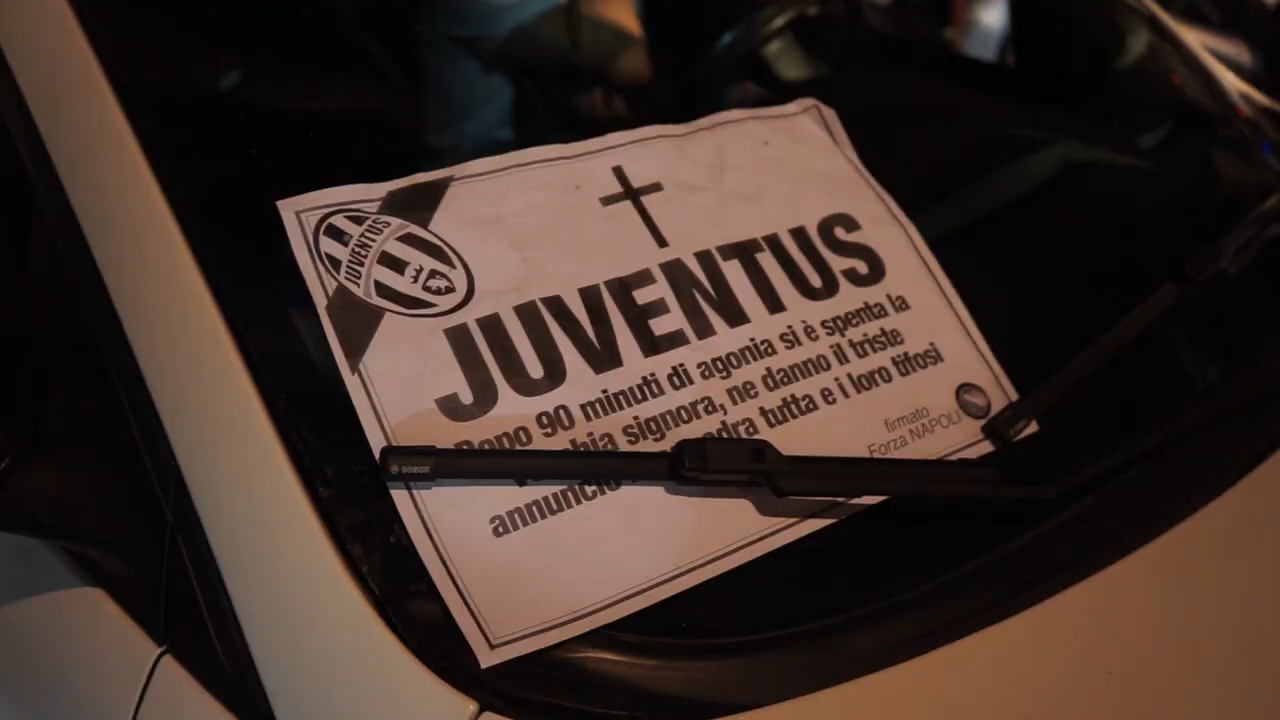 JUVENTUS
JUVENTUS
Dopo 90 minuti di agonia si è spenta la
signora, ne danno il triste
annuncio tutta e i loro tifosi
firmato
Forza NAPOLI
BOSCH